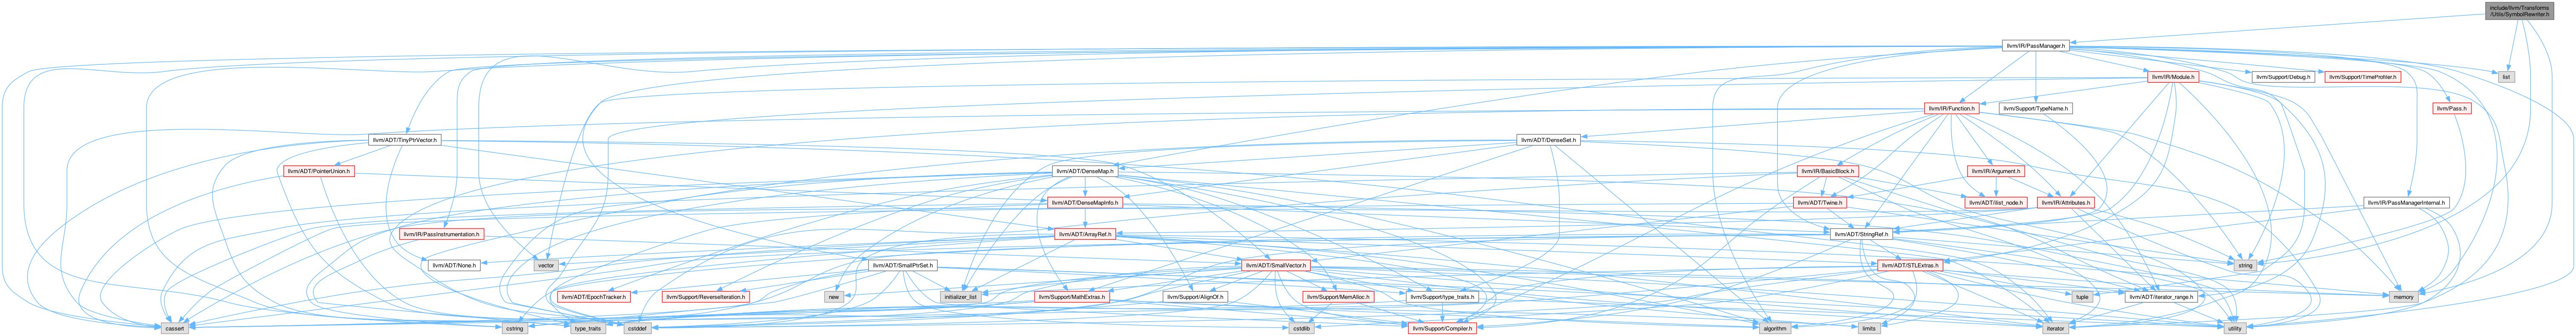 include/llvm/Transforms
/Utils/SymbolRewriter.h
llvm/IR/PassManager.h
llvm/IR/Module.h
llvm/Support/Debug.h
llvm/Support/TimeProfiler.h
list
llvm/IR/Function.h
llvm/Support/TypeName.h
llvm/Pass.h
llvm/ADT/TinyPtrVector.h
llvm/ADT/DenseSet.h
llvm/ADT/PointerUnion.h
llvm/ADT/DenseMap.h
llvm/IR/BasicBlock.h
llvm/IR/Argument.h
llvm/ADT/DenseMapInfo.h
llvm/ADT/Twine.h
llvm/ADT/ilist_node.h
llvm/IR/Attributes.h
llvm/IR/PassManagerInternal.h
llvm/IR/PassInstrumentation.h
llvm/ADT/ArrayRef.h
llvm/ADT/StringRef.h
llvm/ADT/None.h
vector
llvm/ADT/SmallPtrSet.h
llvm/ADT/SmallVector.h
llvm/ADT/STLExtras.h
string
llvm/ADT/EpochTracker.h
llvm/Support/ReverseIteration.h
new
initializer_list
llvm/Support/MathExtras.h
llvm/Support/AlignOf.h
llvm/Support/MemAlloc.h
llvm/Support/type_traits.h
tuple
llvm/ADT/iterator_range.h
memory
cassert
cstring
type_traits
cstddef
cstdlib
llvm/Support/Compiler.h
algorithm
limits
iterator
utility